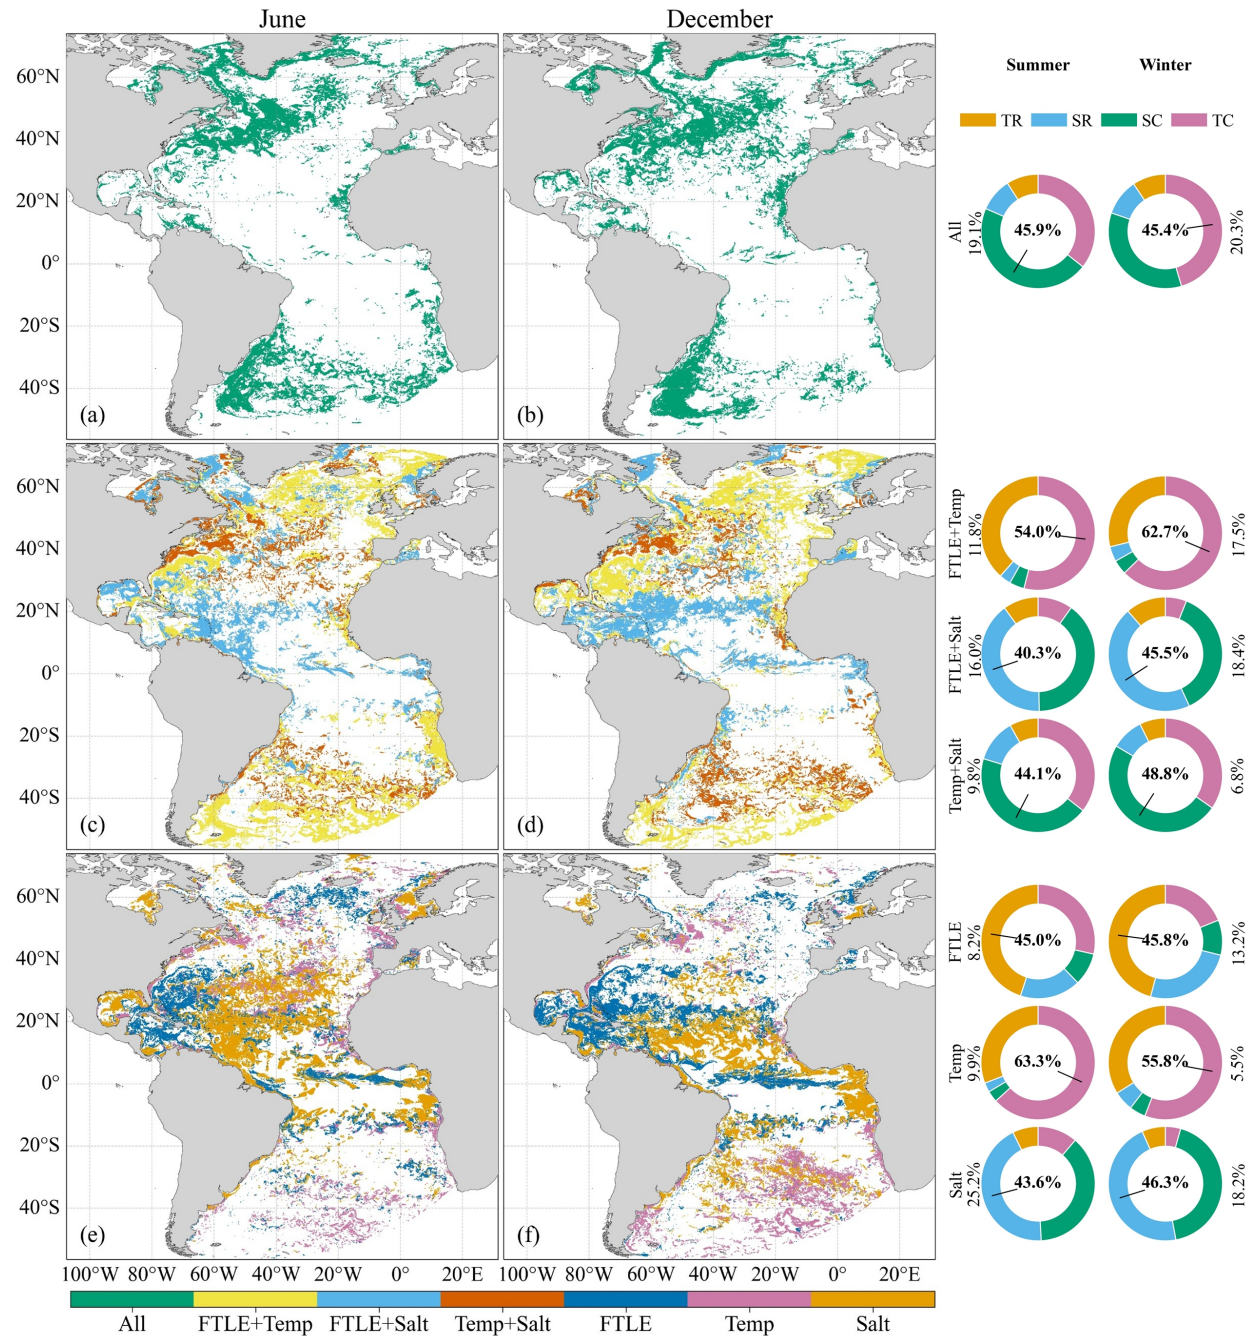 June
December
Summer
Winter
TR
SR
SC
TC
60°N
40°N
20°N
0°
20°S
40°S
(a)
(b)
All
19.1%
45.9%
45.4%
20.3%
60°N
40°N
20°N
0°
20°S
40°S
(c)
(d)
FTLE+Temp
11.8%
54.0%
62.7%
17.5%
FTLE+Salt
16.0%
40.3%
45.5%
18.4%
Temp+Salt
9.8%
44.1%
48.8%
6.8%
60°N
40°N
20°N
0°
20°S
40°S
(e)
(f)
FTLE
8.2%
45.0%
45.8%
13.2%
Temp
9.9%
63.3%
55.8%
5.5%
Salt
25.2%
43.6%
46.3%
18.2%
100°W 80°W 60°W 40°W 20°W 0° 20°E
100°W 80°W 60°W 40°W 20°W 0° 20°E
All FTLE+Temp FTLE+Salt Temp+Salt FTLE Temp Salt